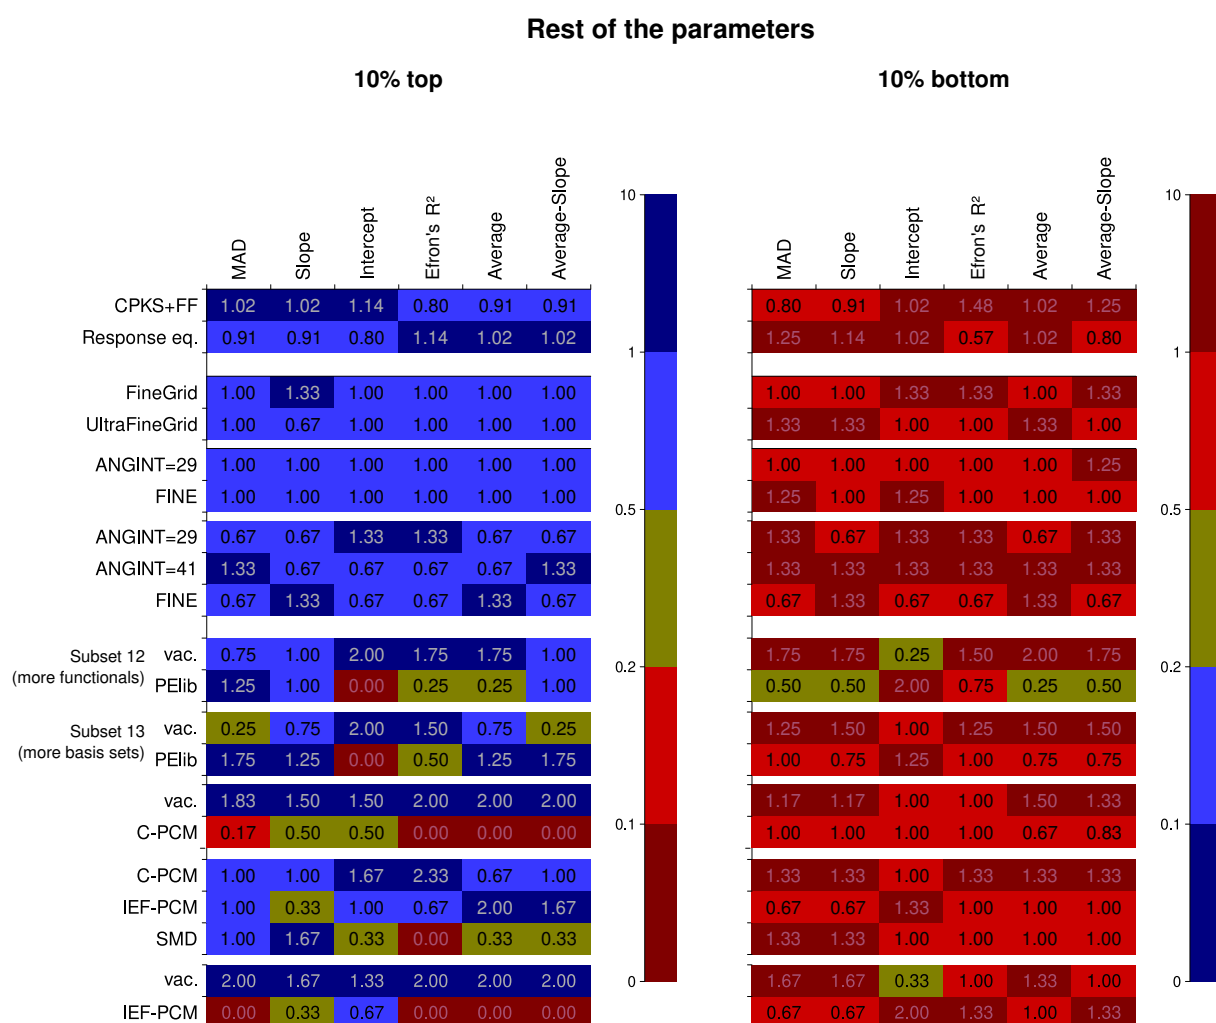 Rest of the parameters
10% top
10% bottom
MAD Slope Intercept Efron's R² Average Average-Slope
MAD Slope Intercept Efron's R² Average Average-Slope
10
1
0.5
0.2
0.1
0
10
1
0.5
0.2
0.1
0
CPKS+FF 1.02 1.02 1.14 0.80 0.91 0.91 0.80 0.91 1.02 1.48 1.02 1.25
Response eq. 0.91 0.91 0.80 1.14 1.02 1.02 1.25 1.14 1.02 0.57 1.02 0.80
FineGrid 1.00 1.33 1.00 1.00 1.00 1.00 1.00 1.00 1.33 1.33 1.00 1.33
UltraFineGrid 1.00 0.67 1.00 1.00 1.00 1.00 1.33 1.33 1.00 1.00 1.33 1.00
ANGINT=29 1.00 1.00 1.00 1.00 1.00 1.00 1.00 1.00 1.00 1.00 1.00 1.25
FINE 1.00 1.00 1.00 1.00 1.00 1.00 1.25 1.00 1.25 1.00 1.00 1.00
ANGINT=29 0.67 0.67 1.33 1.33 0.67 0.67 1.33 0.67 1.33 1.33 0.67 1.33
ANGINT=41 1.33 0.67 0.67 0.67 0.67 1.33 1.33 1.33 1.33 1.33 1.33 1.33
FINE 0.67 1.33 0.67 0.67 1.33 0.67 0.67 1.33 0.67 0.67 1.33 0.67
Subset 12
(more functionals)
vac. 0.75 1.00 2.00 1.75 1.75 1.00 1.75 1.75 0.25 1.50 2.00 1.75
PElib 1.25 1.00 0.00 0.25 0.25 1.00 0.50 0.50 2.00 0.75 0.25 0.50
Subset 13
(more basis sets)
vac. 0.25 0.75 2.00 1.50 0.75 0.25 1.25 1.50 1.00 1.25 1.50 1.50
PElib 1.75 1.25 0.00 0.50 1.25 1.75 1.00 0.75 1.25 1.00 0.75 0.75
vac. 1.83 1.50 1.50 2.00 2.00 2.00 1.17 1.17 1.00 1.00 1.50 1.33
C-PCM 0.17 0.50 0.50 0.00 0.00 0.00 1.00 1.00 1.00 1.00 0.67 0.83
C-PCM 1.00 1.00 1.67 2.33 0.67 1.00 1.33 1.33 1.00 1.33 1.33 1.33
IEF-PCM 1.00 0.33 1.00 0.67 2.00 1.67 0.67 0.67 1.33 1.00 1.00 1.00
SMD 1.00 1.67 0.33 0.00 0.33 0.33 1.33 1.33 1.00 1.00 1.00 1.00
vac. 2.00 1.67 1.33 2.00 2.00 2.00 1.67 1.67 0.33 1.00 1.33 1.00
IEF-PCM 0.00 0.33 0.67 0.00 0.00 0.00 0.67 0.67 2.00 1.33 1.00 1.33